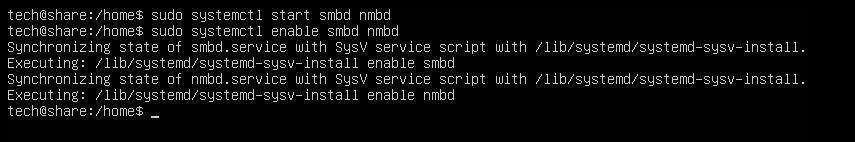 tech@share:/home$ sudo systemctl start smbd nmbd
tech@share:/home$ sudo systemctl enable smbd nmbd
Synchronizing state of smbd.service with SysV service script with /lib/systemd/systemd-sysv-install.
Executing: /lib/systemd/systemd-sysv-install enable smbd
Synchronizing state of nmbd.service with SysV service script with /lib/systemd/systemd-sysv-install.
Executing: /lib/systemd/systemd-sysv-install enable nmbd
tech@share:/home$ _